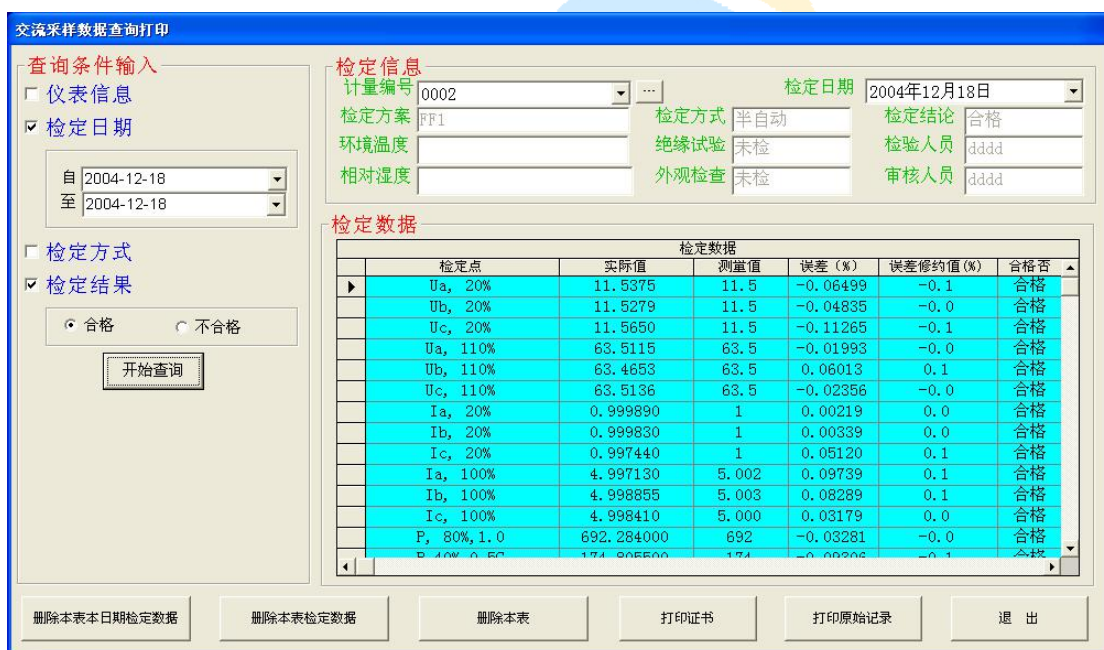 交流采样数据查询打印
查询条件输入
仪表信息
检定日期
自 2004-12-18
至 2004-12-18
检定方式
检定结果
合格 不合格
开始查询
检定信息
计量编号 0002 ... 检定日期 2004年12月18日
检定方案 FF1 检定方式 半自动 检定结论 合格
环境温度 绝缘试验 未检 检验人员 dddd
相对湿度 外观检查 未检 审核人员 dddd
检定数据
检定数据
检定点 实际值 测量值 误差(%) 误差修约值(%) 合格否
Ua, 20% 11.5375 11.5 -0.06499 -0.1 合格
Ub, 20% 11.5279 11.5 -0.04835 -0.0 合格
Uc, 20% 11.5650 11.5 -0.11265 -0.1 合格
Ua, 110% 63.5115 63.5 -0.01993 -0.0 合格
Ub, 110% 63.4653 63.5 0.06013 0.1 合格
Uc, 110% 63.5136 63.5 -0.02356 -0.0 合格
Ia, 20% 0.999890 1 0.00219 0.0 合格
Ib, 20% 0.999830 1 0.00339 0.0 合格
Ic, 20% 0.997440 1 0.05120 0.1 合格
Ia, 100% 4.997130 5.002 0.09739 0.1 合格
Ib, 100% 4.998855 5.003 0.08289 0.1 合格
Ic, 100% 4.998410 5.000 0.03179 0.0 合格
P, 80%,1.0 692.284000 692 -0.03281 -0.0 合格
删除本表本日期检定数据 删除本表检定数据 删除本表 打印证书 打印原始记录 退 出